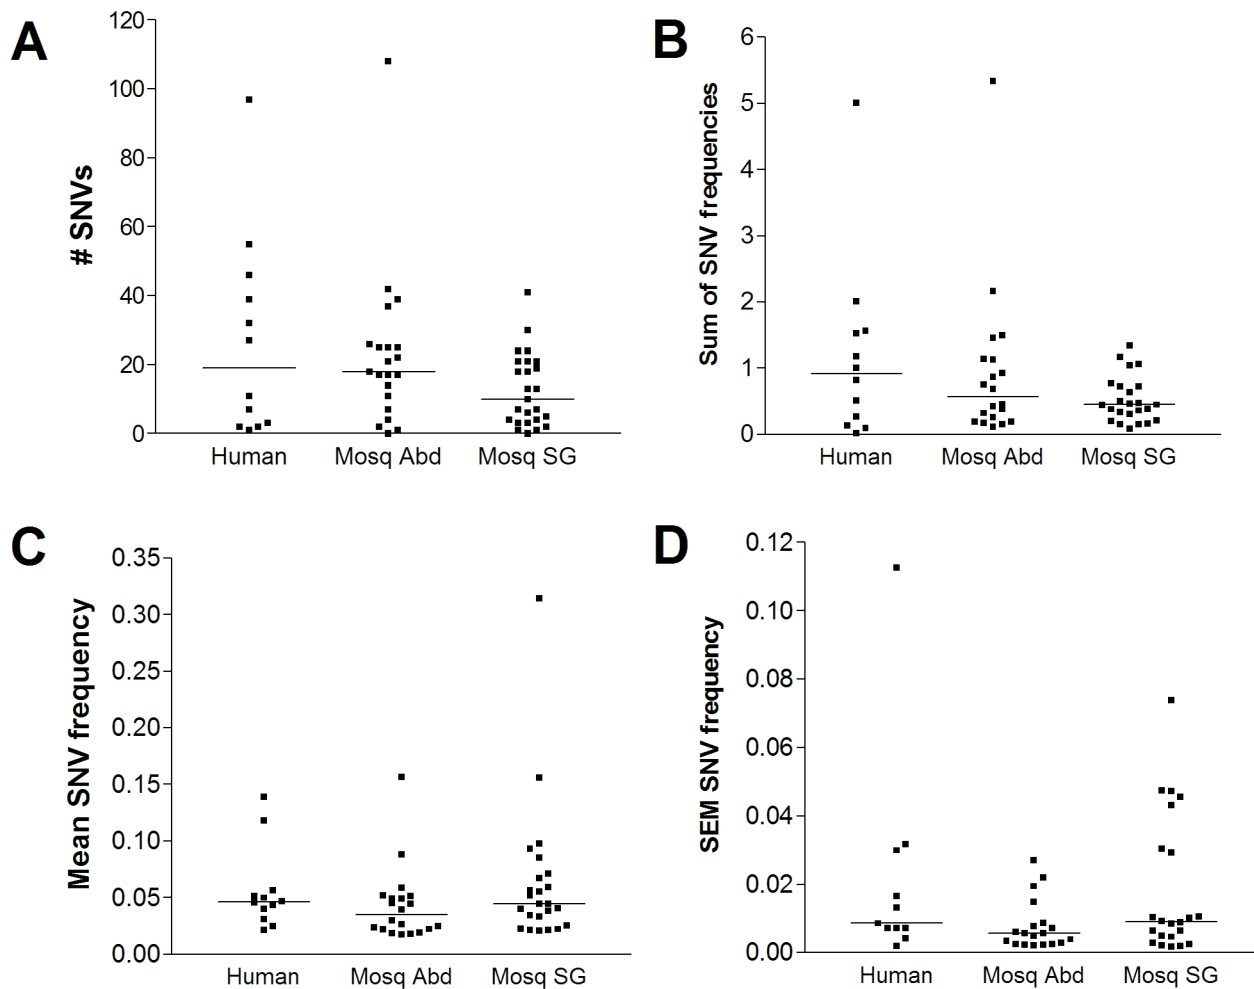 A
# SNVs
120
100
80
60
40
20
0
Human Mosq Abd Mosq SG
B
Sum of SNV frequencies
6
5
4
3
2
1
0
Human Mosq Abd Mosq SG
C
Mean SNV frequency
0.35
0.30
0.25
0.20
0.15
0.10
0.05
0.00
Human Mosq Abd Mosq SG
D
SEM SNV frequency
0.12
0.10
0.08
0.06
0.04
0.02
0.00
Human Mosq Abd Mosq SG